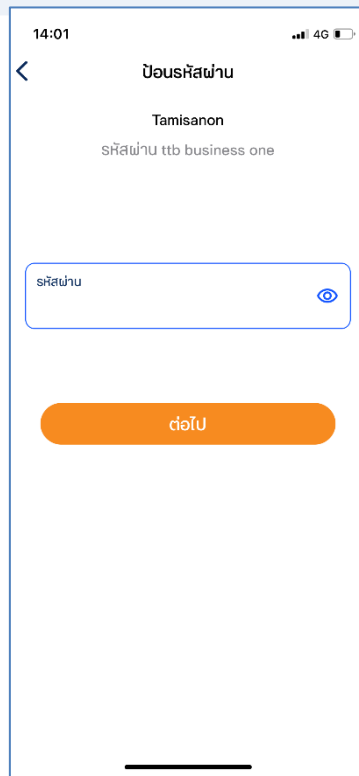 14:01 4G
ป้อนรหัสผ่าน
Tamisanon
รหัสผ่าน ttb business one
รหัสผ่าน
ต่อไป